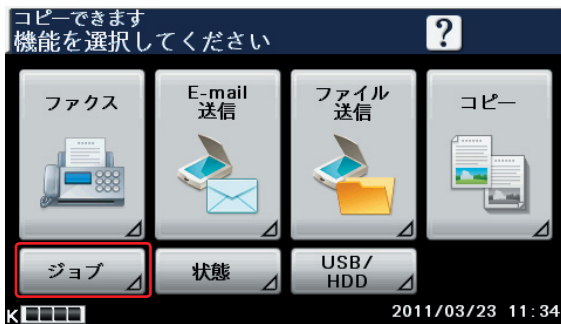 コピーできます
機能を選択してください
?
ファクス
E-mail
送信
ファイル
送信
コピー
ジョブ
状態
USB/
HDD
K
2011/03/23 11:34